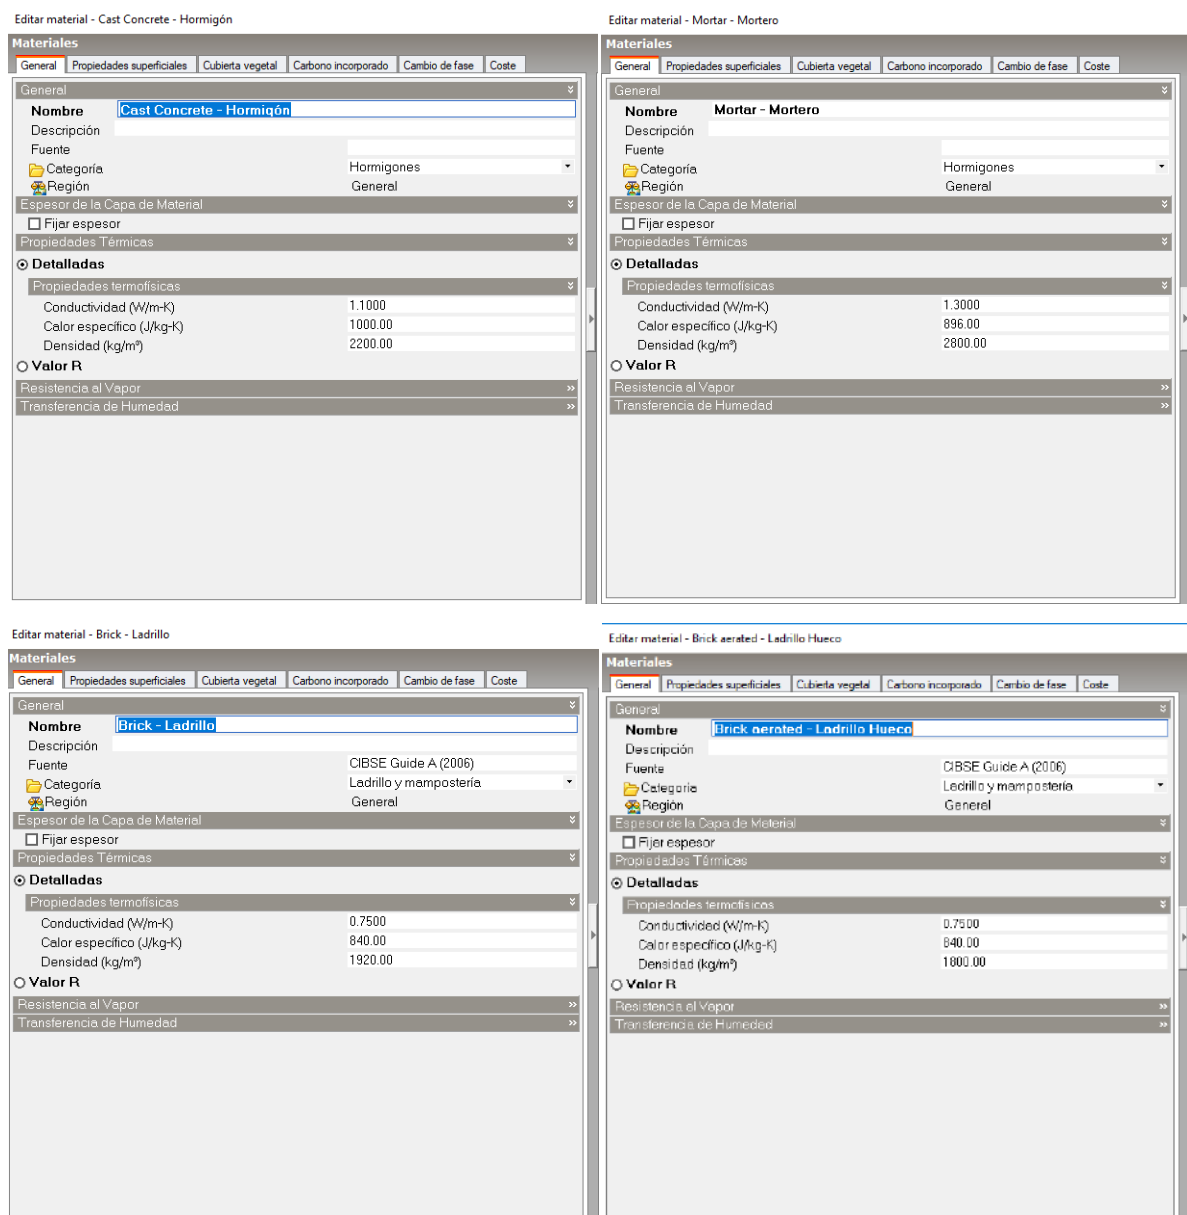 Editar material - Cast Concrete - Hormigón
Materiales
General Propiedades superficiales Cubierta vegetal Carbono incorporado Cambio de fase Coste
General
Nombre Cast Concrete - Hormigón
Descripción
Fuente
Categoría Hormigones
Región General
Espesor de la Capa de Material
Fijar espesor
Propiedades Térmicas
Detalladas
Propiedades termofísicas
Conductividad (W/m-K) 1.1000
Calor específico (J/kg-K) 1000.00
Densidad (kg/m³) 2200.00
Valor R
Resistencia al Vapor
Transferencia de Humedad
Editar material - Mortar - Mortero
Materiales
General Propiedades superficiales Cubierta vegetal Carbono incorporado Cambio de fase Coste
General
Nombre Mortar - Mortero
Descripción
Fuente
Categoría Hormigones
Región General
Espesor de la Capa de Material
Fijar espesor
Propiedades Térmicas
Detalladas
Propiedades termofísicas
Conductividad (W/m-K) 1.3000
Calor específico (J/kg-K) 896.00
Densidad (kg/m³) 2800.00
Valor R
Resistencia al Vapor
Transferencia de Humedad
Editar material - Brick - Ladrillo
Materiales
General Propiedades superficiales Cubierta vegetal Carbono incorporado Cambio de fase Coste
General
Nombre Brick - Ladrillo
Descripción
Fuente CIBSE Guide A (2006)
Categoría Ladrillo y mampostería
Región General
Espesor de la Capa de Material
Fijar espesor
Propiedades Térmicas
Detalladas
Propiedades termofísicas
Conductividad (W/m-K) 0.7500
Calor específico (J/kg-K) 840.00
Densidad (kg/m³) 1920.00
Valor R
Resistencia al Vapor
Transferencia de Humedad
Editar material - Brick aerated - Ladrillo Hueco
Materiales
General Propiedades superficiales Cubierta vegetal Carbono incorporado Cambio de fase Coste
General
Nombre Brick aerated - Ladrillo Hueco
Descripción
Fuente CIBSE Guide A (2006)
Categoría Ladrillo y mampostería
Región General
Espesor de la Capa de Material
Fijar espesor
Propiedades Térmicas
Detalladas
Propiedades termofísicas
Conductividad (W/m-K) 0.7500
Calor específico (J/kg-K) 840.00
Densidad (kg/m³) 1800.00
Valor R
Resistencia al Vapor
Transferencia de Humedad